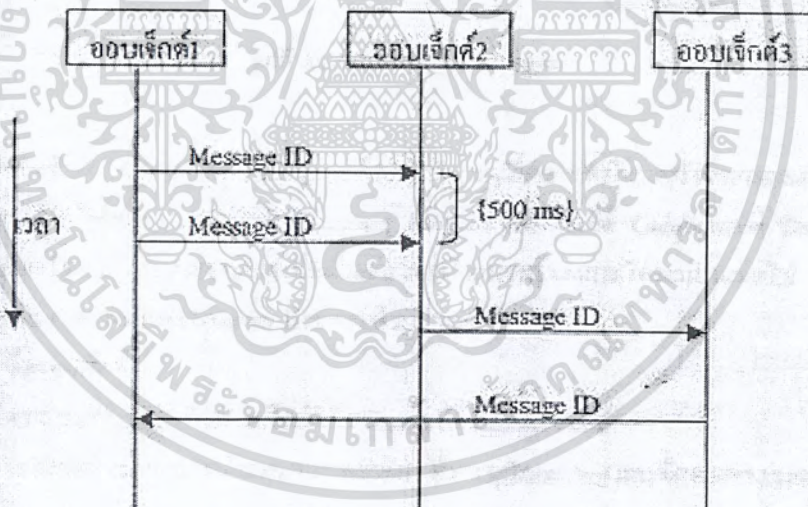 ออบเจ็กต์1
ออบเจ็กต์2
ออบเจ็กต์3
Message ID
{500 ms}
เวลา
Message ID
Message ID
Message ID